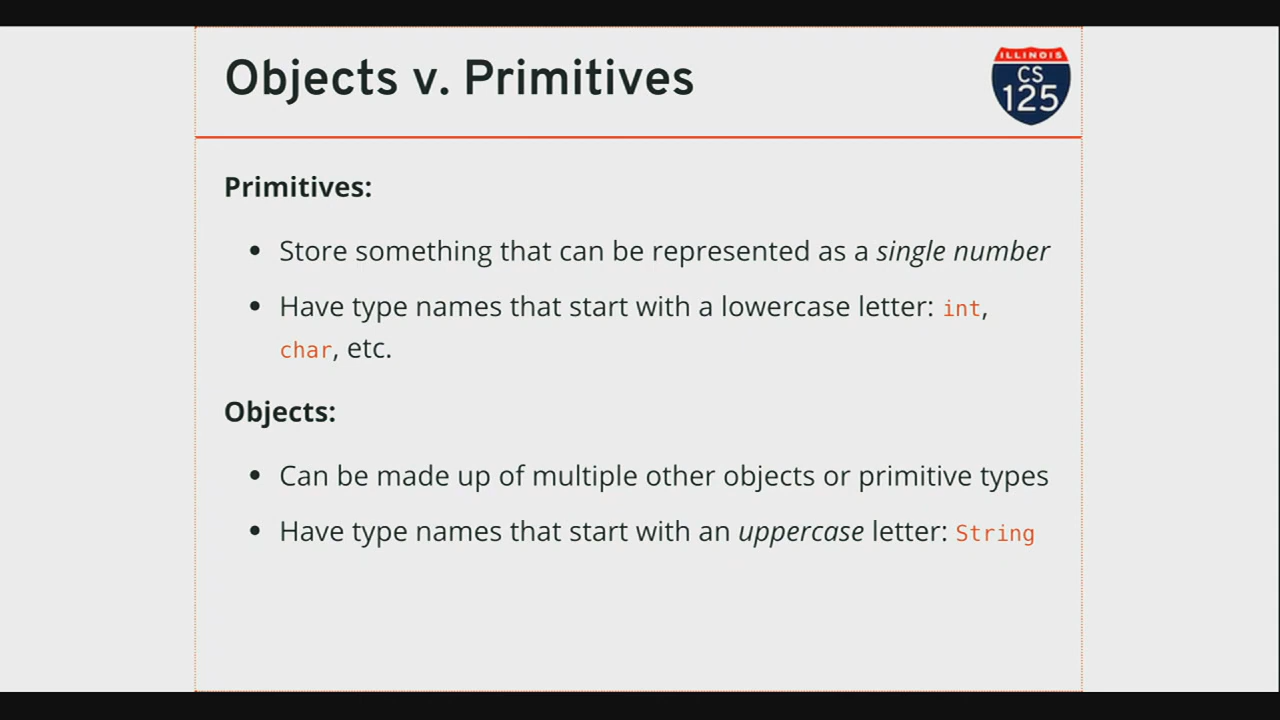 Objects v. Primitives
ILLINOIS
CS
125
Primitives:
• Store something that can be represented as a single number
• Have type names that start with a lowercase letter: int,
char, etc.
Objects:
• Can be made up of multiple other objects or primitive types
• Have type names that start with an uppercase letter: String